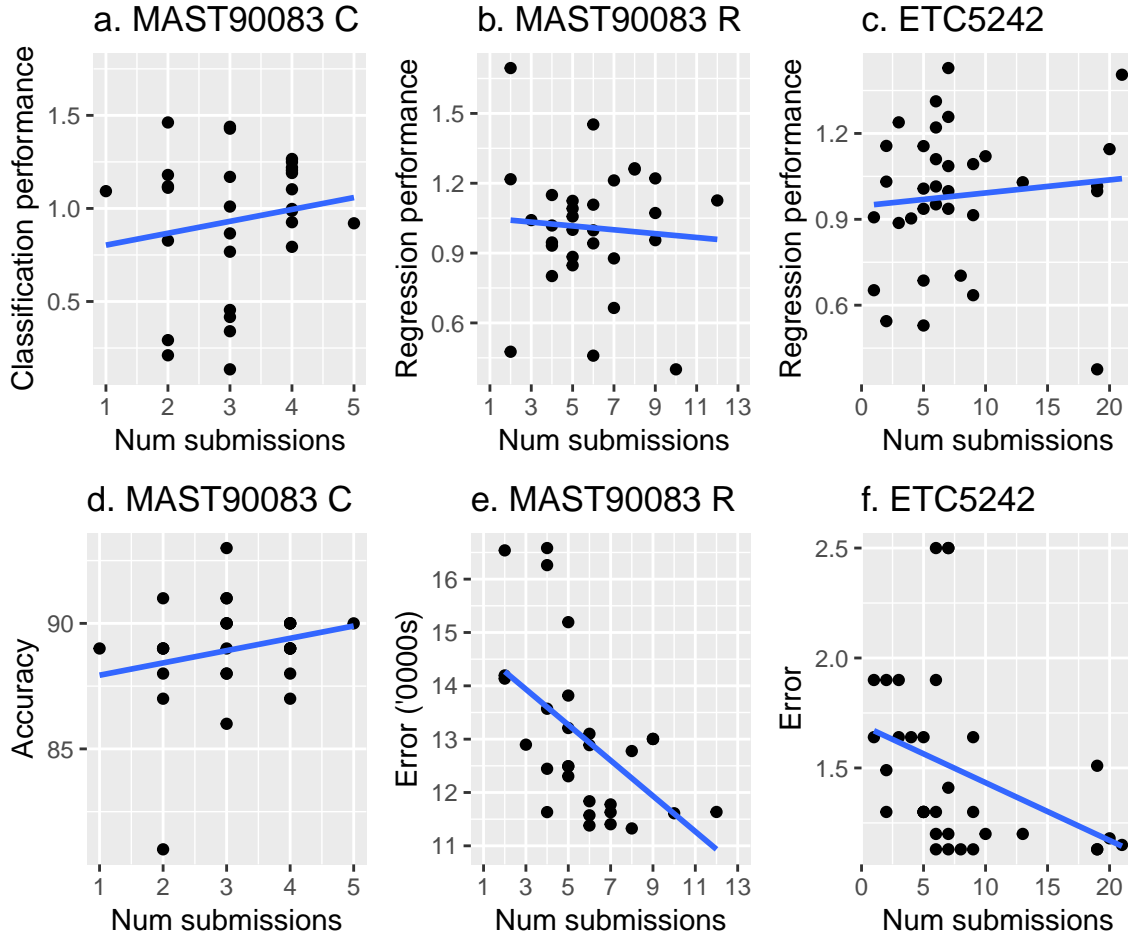 a. MAST90083 C
b. MAST90083 R
c. ETC5242
Classification performance
1.5
1.0
0.5
1 2 3 4 5
Num submissions
Regression performance
1.5
1.2
0.9
0.6
1 3 5 7 9 11 13
Num submissions
Regression performance
1.2
0.9
0.6
0 5 10 15 20
Num submissions
d. MAST90083 C
e. MAST90083 R
f. ETC5242
Accuracy
90
85
1 2 3 4 5
Num submissions
Error ('0000s)
16
15
14
13
12
11
1 3 5 7 9 11 13
Num submissions
Error
2.5
2.0
1.5
0 5 10 15 20
Num submissions